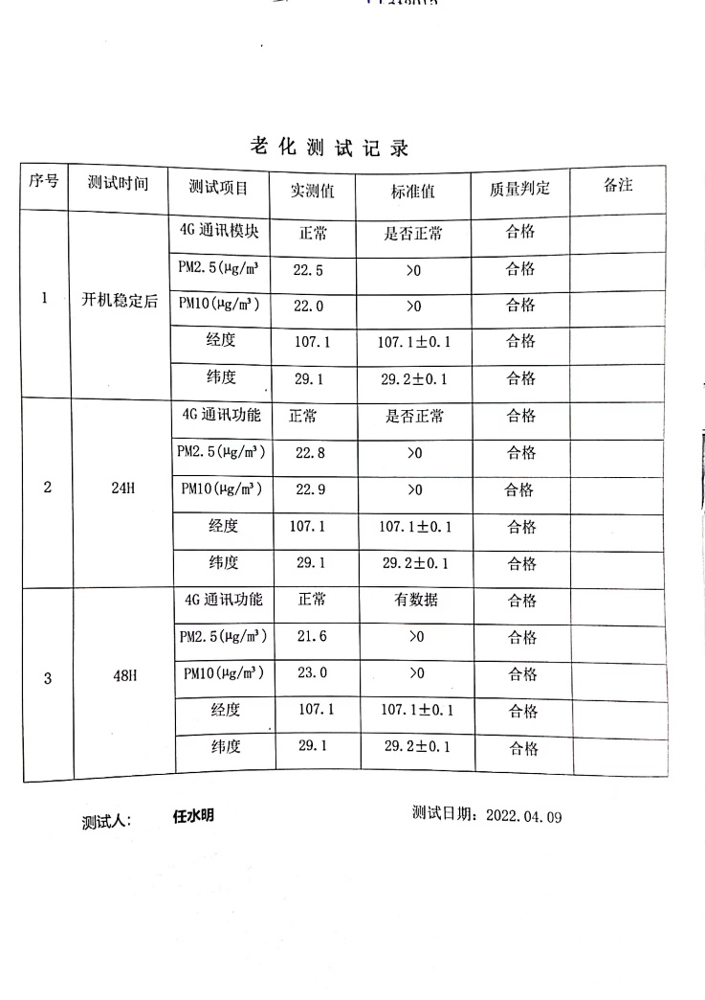 老化测试记录
序号 测试时间 测试项目 实测值 标准值 质量判定 备注
4G 通讯模块 正常 是否正常 合格
PM2.5(μg/m³ 22.5 >0 合格
1 开机稳定后 PM10(μg/m³) 22.0 >0 合格
经度 107.1 107.1±0.1 合格
纬度 29.1 29.2±0.1 合格
4G 通讯功能 正常 是否正常 合格
PM2.5(μg/m³) 22.8 >0 合格
2 24H PM10(μg/m³) 22.9 >0 合格
经度 107.1 107.1±0.1 合格
纬度 29.1 29.2±0.1 合格
4G 通讯功能 正常 有数据 合格
PM2.5(μg/m³) 21.6 >0 合格
3 48H PM10(μg/m³) 23.0 >0 合格
经度 107.1 107.1±0.1 合格
纬度 29.1 29.2±0.1 合格
测试人： 任水明 测试日期：2022.04.09